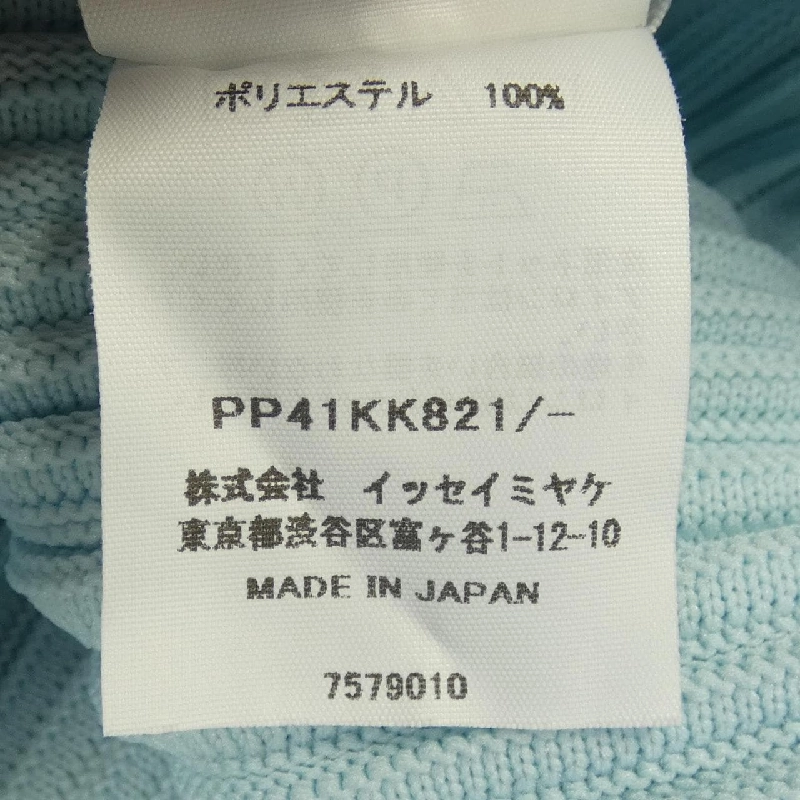 ポリエステル 100%
PP41KK821/-
株式会社 イッセイミヤケ
東京都渋谷区富ヶ谷1-12-10
MADE IN JAPAN
7579010